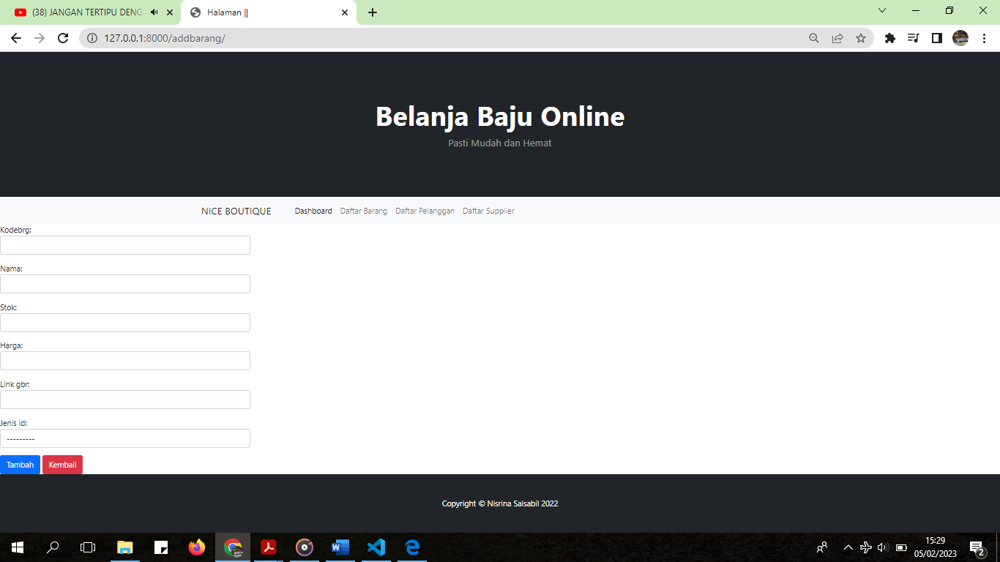 (38) JANGAN TERTIPU DENG
Halaman ||
127.0.0.1:8000/addbarang/
Belanja Baju Online
Pasti Mudah dan Hemat
NICE BOUTIQUE Dashboard Daftar Barang Daftar Pelanggan Daftar Supplier
Kodebrg:
Nama:
Stok:
Harga:
Link gbr:
Jenis id:
---------
Tambah Kembali
Copyright © Nisrina Salsabil 2022
15:29
05/02/2023
2